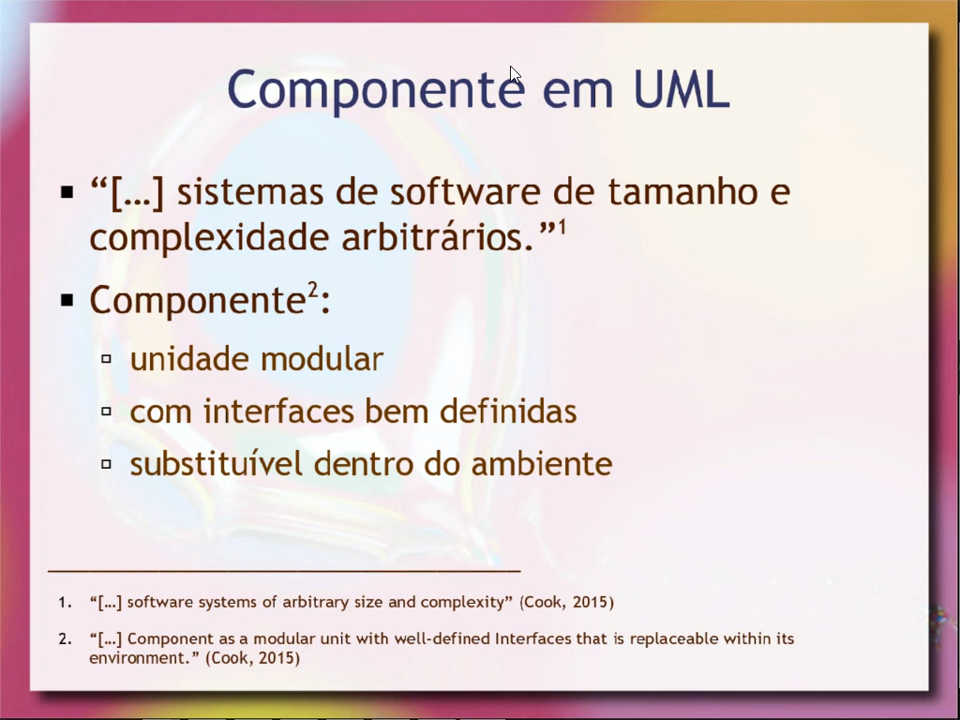 Componente em UML
▪ “[…] sistemas de software de tamanho e
complexidade arbitrários.”1
▪ Componente2:
▫ unidade modular
▫ com interfaces bem definidas
▫ substituível dentro do ambiente
1. “[…] software systems of arbitrary size and complexity” (Cook, 2015)
2. “[…] Component as a modular unit with well-defined Interfaces that is replaceable within its
environment.” (Cook, 2015)